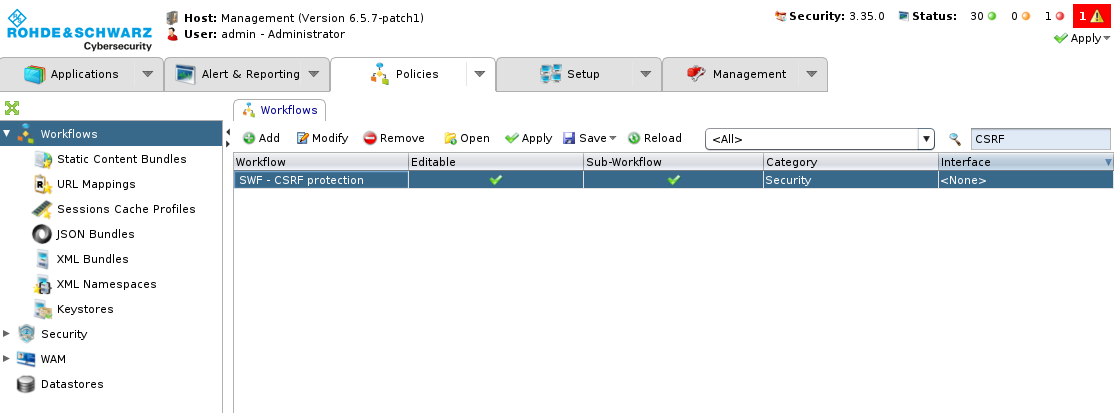 ROHDE&SCHWARZ
Cybersecurity
Host: Management (Version 6.5.7-patch1)
User: admin - Administrator
Security: 3.35.0 Status: 30 0 1 1
Apply
Applications Alert & Reporting Policies Setup Management
Workflows
Static Content Bundles
URL Mappings
Sessions Cache Profiles
JSON Bundles
XML Bundles
XML Namespaces
Keystores
Security
WAM
Datastores
Workflows
Add Modify Remove Open Apply Save Reload <All> CSRF
Workflow Editable Sub-Workflow Category Interface
SWF - CSRF protection Security <None>